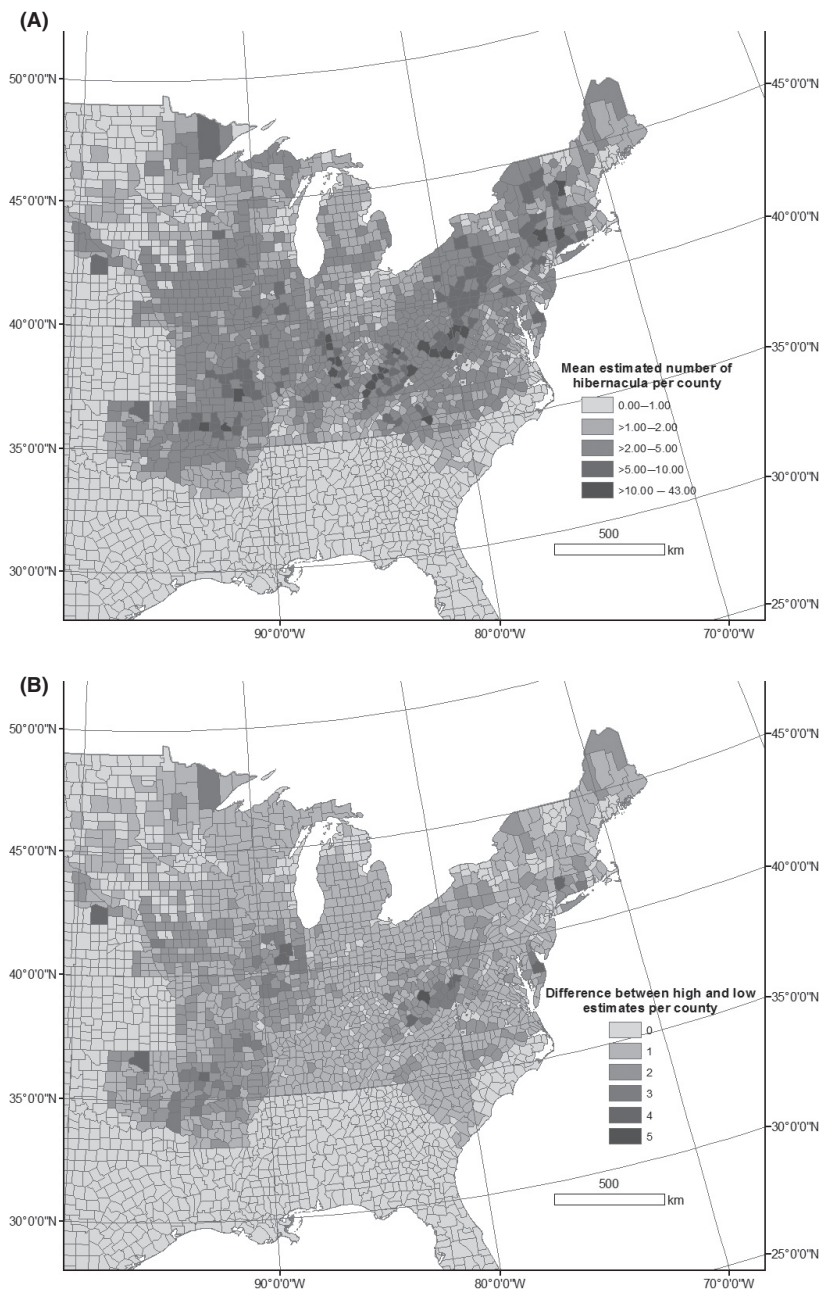 (A)
50°0'0"N
45°0'0"N
40°0'0"N
35°0'0"N
30°0'0"N
45°0'0"N
40°0'0"N
35°0'0"N
30°0'0"N
25°0'0"N
90°0'0"W
80°0'0"W
70°0'0"W
Mean estimated number of
hibernacula per county
0.00–1.00
>1.00–2.00
>2.00–5.00
>5.00–10.00
>10.00 – 43.00
500
km
(B)
50°0'0"N
45°0'0"N
40°0'0"N
35°0'0"N
30°0'0"N
45°0'0"N
40°0'0"N
35°0'0"N
30°0'0"N
25°0'0"N
90°0'0"W
80°0'0"W
70°0'0"W
Difference between high and low
estimates per county
0
1
2
3
4
5
500
km